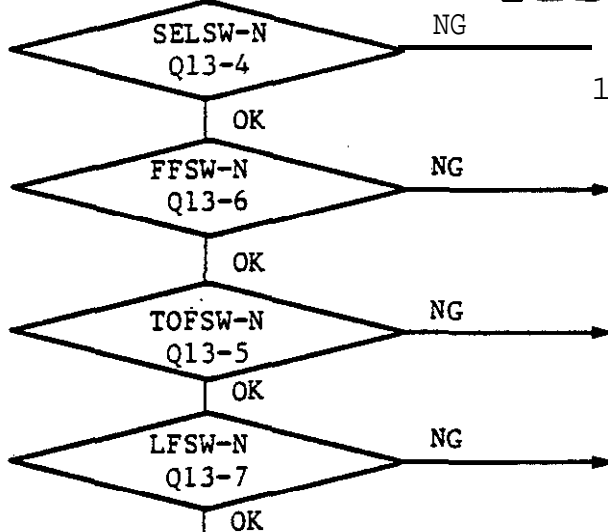 SELSW-N
NG
Q13-4
1
OK
FFSW-N
NG
Q13-6
OK
TOFSW-N
NG
Q13-5
OK
LFSW-N
NG
Q13-7
OK